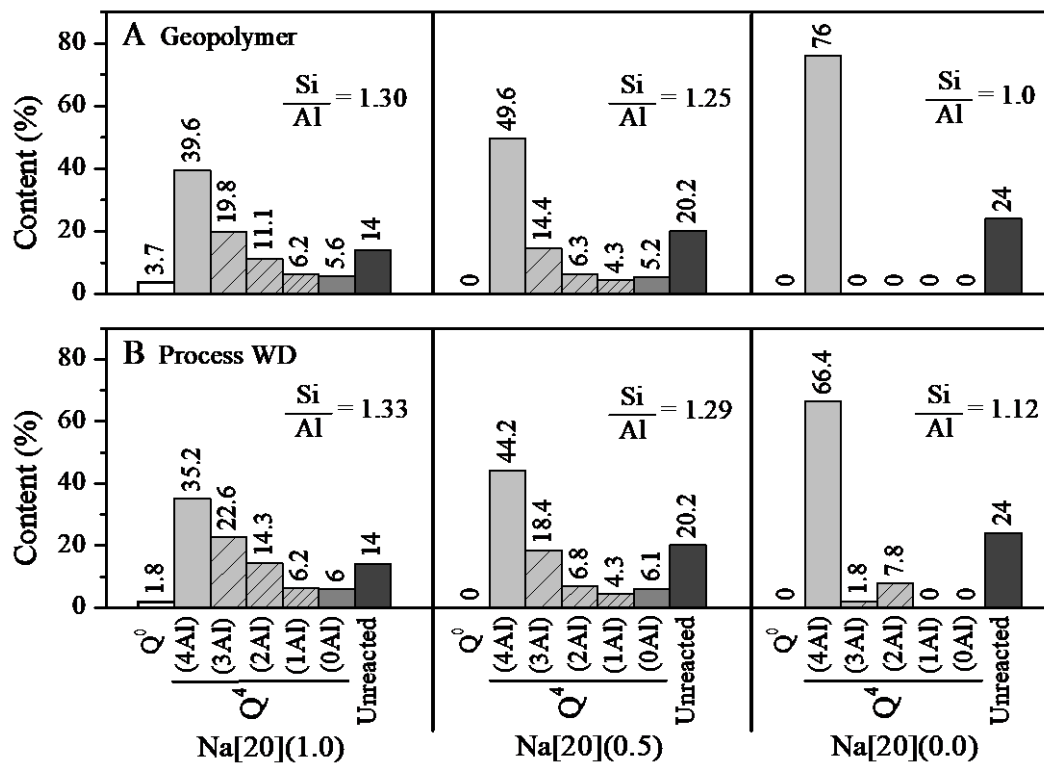 A Geopolymer
Content (%)
80
60
40
20
0
Si/Al = 1.30
3.7
39.6
19.8
11.1
6.2
5.6
14
Si/Al = 1.25
0
49.6
14.4
6.3
4.3
5.2
20.2
Si/Al = 1.0
0
76
0
0
0
0
24
B Process WD
Content (%)
80
60
40
20
0
Si/Al = 1.33
1.8
35.2
22.6
14.3
6.2
6
14
Si/Al = 1.29
0
44.2
18.4
6.8
4.3
6.1
20.2
Si/Al = 1.12
0
66.4
1.8
7.8
0
0
24
Q⁰
(4Al)
(3Al)
(2Al)
(1Al)
(0Al)
Unreacted
Q⁴
Na[20](1.0)
Q⁰
(4Al)
(3Al)
(2Al)
(1Al)
(0Al)
Unreacted
Q⁴
Na[20](0.5)
Q⁰
(4Al)
(3Al)
(2Al)
(1Al)
(0Al)
Unreacted
Q⁴
Na[20](0.0)